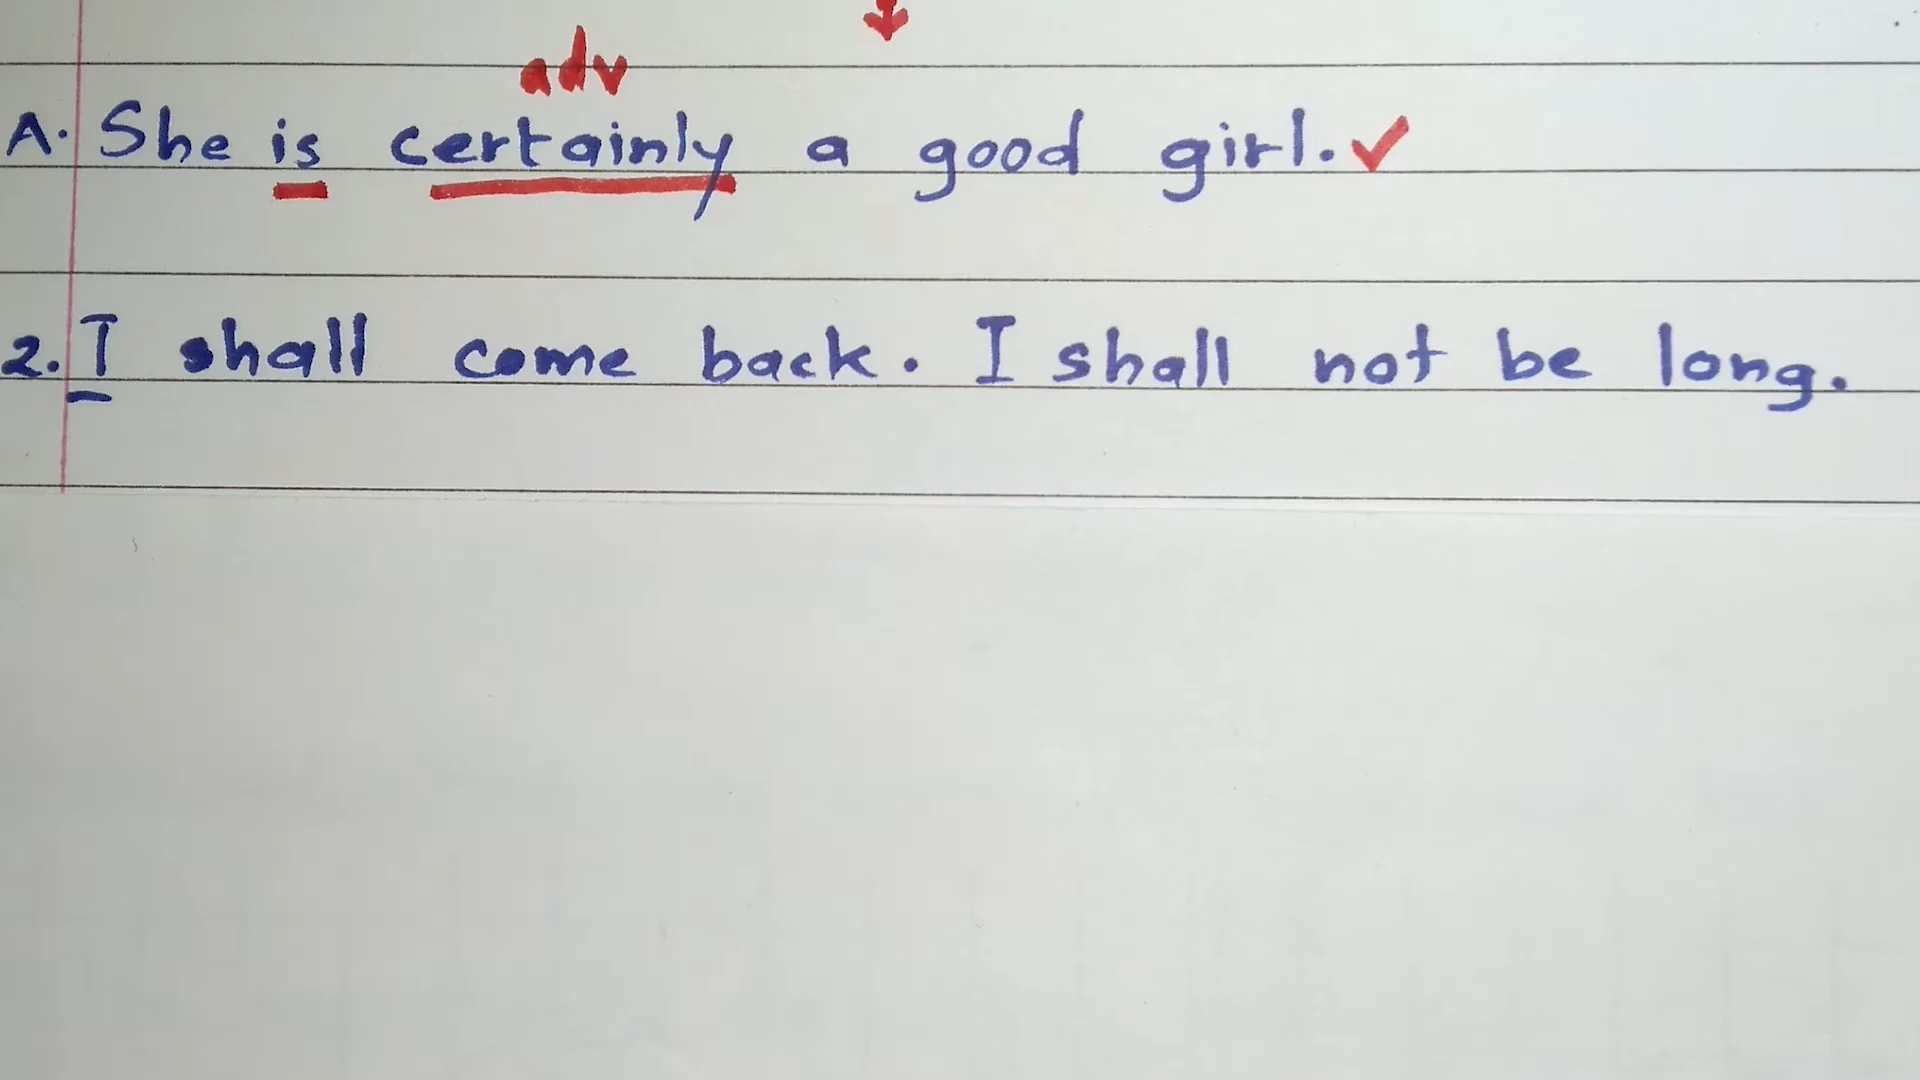 adv
A. She is certainly a good girl. ✓
2. I shall come back. I shall not be long.